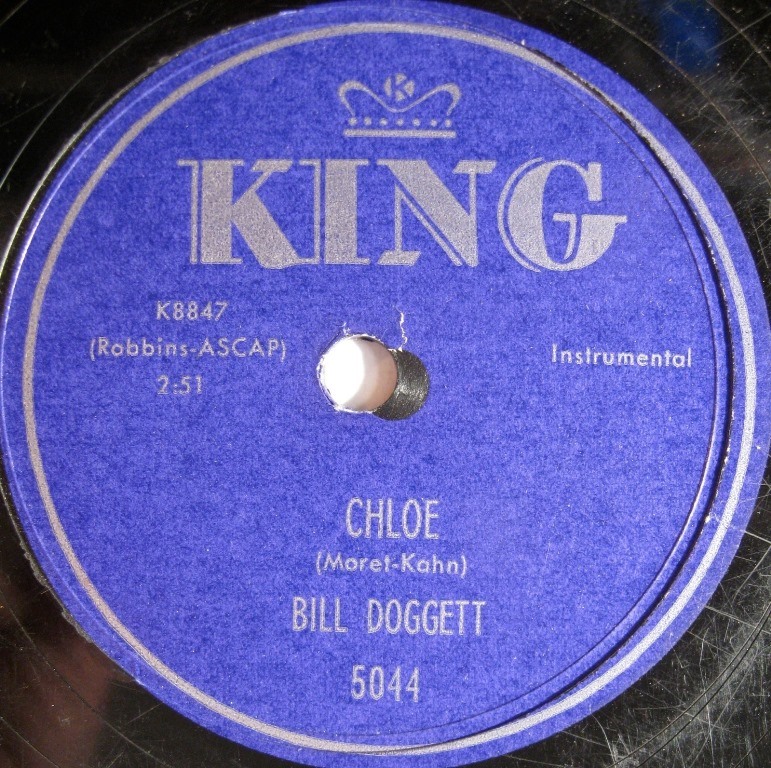 K
KING
K8847
(Robbins-ASCAP)
2:51
Instrumental
CHLOE
(Moret-Kahn)
BILL DOGGETT
5044